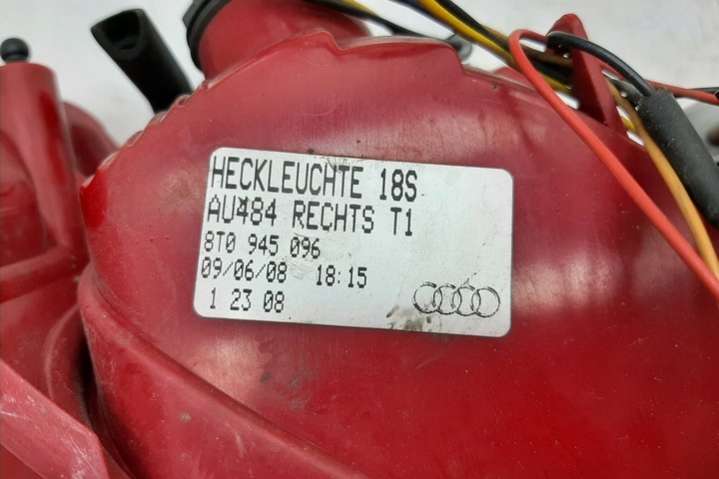 HECKLEUCHTE 18S
AU484 RECHTS T1
8T0 945 096
09/06/08 18:15
1 23 08